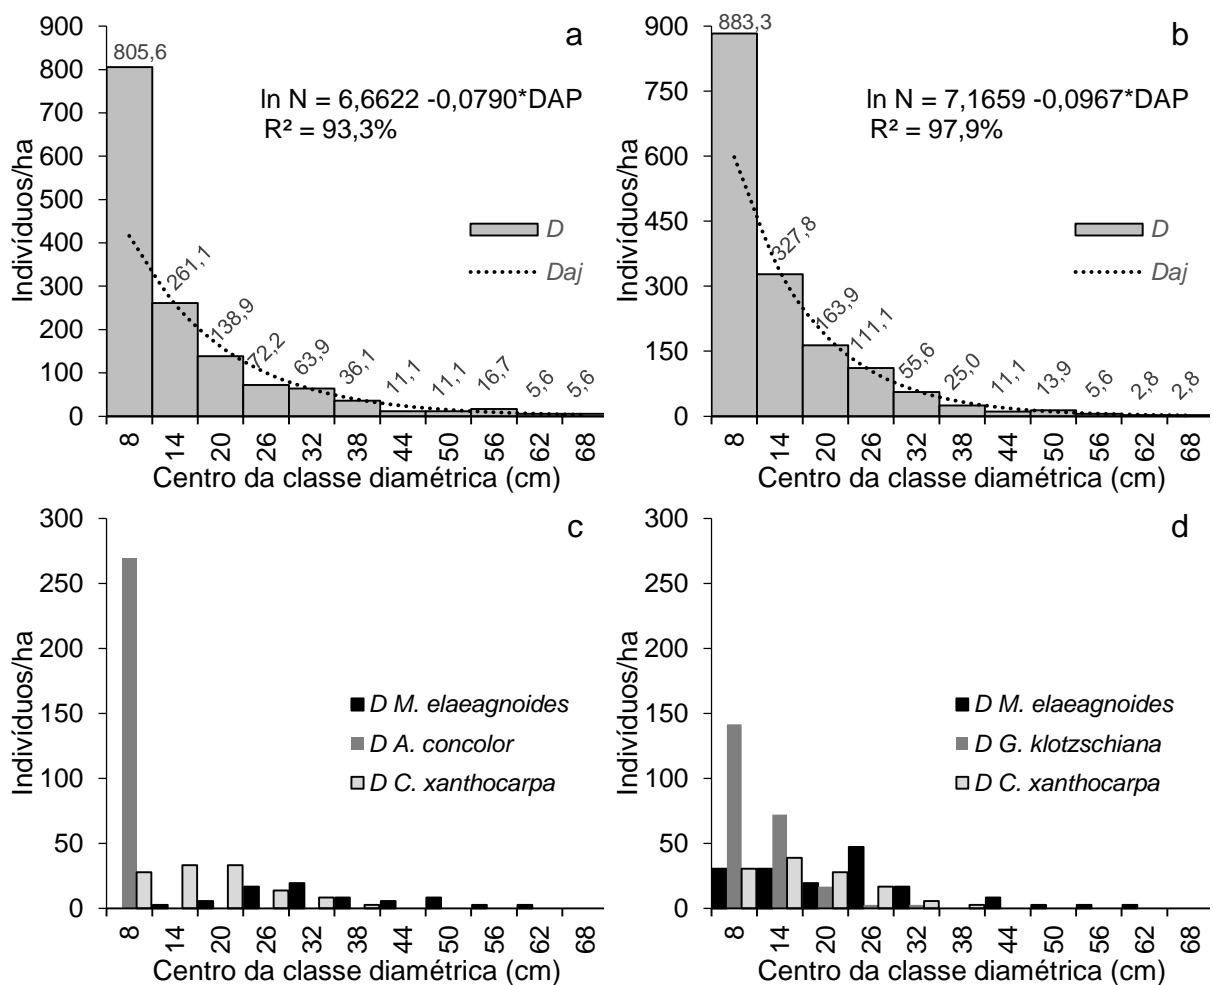 a
Indivíduos/ha
900
800
700
600
500
400
300
200
100
0
805,6
261,1
138,9
72,2
63,9
36,1
11,1
11,1
16,7
5,6
5,6
ln N = 6,6622 -0,0790*DAP
R² = 93,3%
D
Daj
8 14 20 26 32 38 44 50 56 62 68
Centro da classe diamétrica (cm)
b
Indivíduos/ha
900
750
600
450
300
150
0
883,3
327,8
163,9
111,1
55,6
25,0
11,1
13,9
5,6
2,8
2,8
ln N = 7,1659 -0,0967*DAP
R² = 97,9%
D
Daj
8 14 20 26 32 38 44 50 56 62 68
Centro da classe diamétrica (cm)
c
Indivíduos/ha
300
250
200
150
100
50
0
D M. elaeagnoides
D A. concolor
D C. xanthocarpa
8 14 20 26 32 38 44 50 56 62 68
Centro da classe diamétrica (cm)
d
Indivíduos/ha
300
250
200
150
100
50
0
D M. elaeagnoides
D G. klotzschiana
D C. xanthocarpa
8 14 20 26 32 38 44 50 56 62 68
Centro da classe diamétrica (cm)